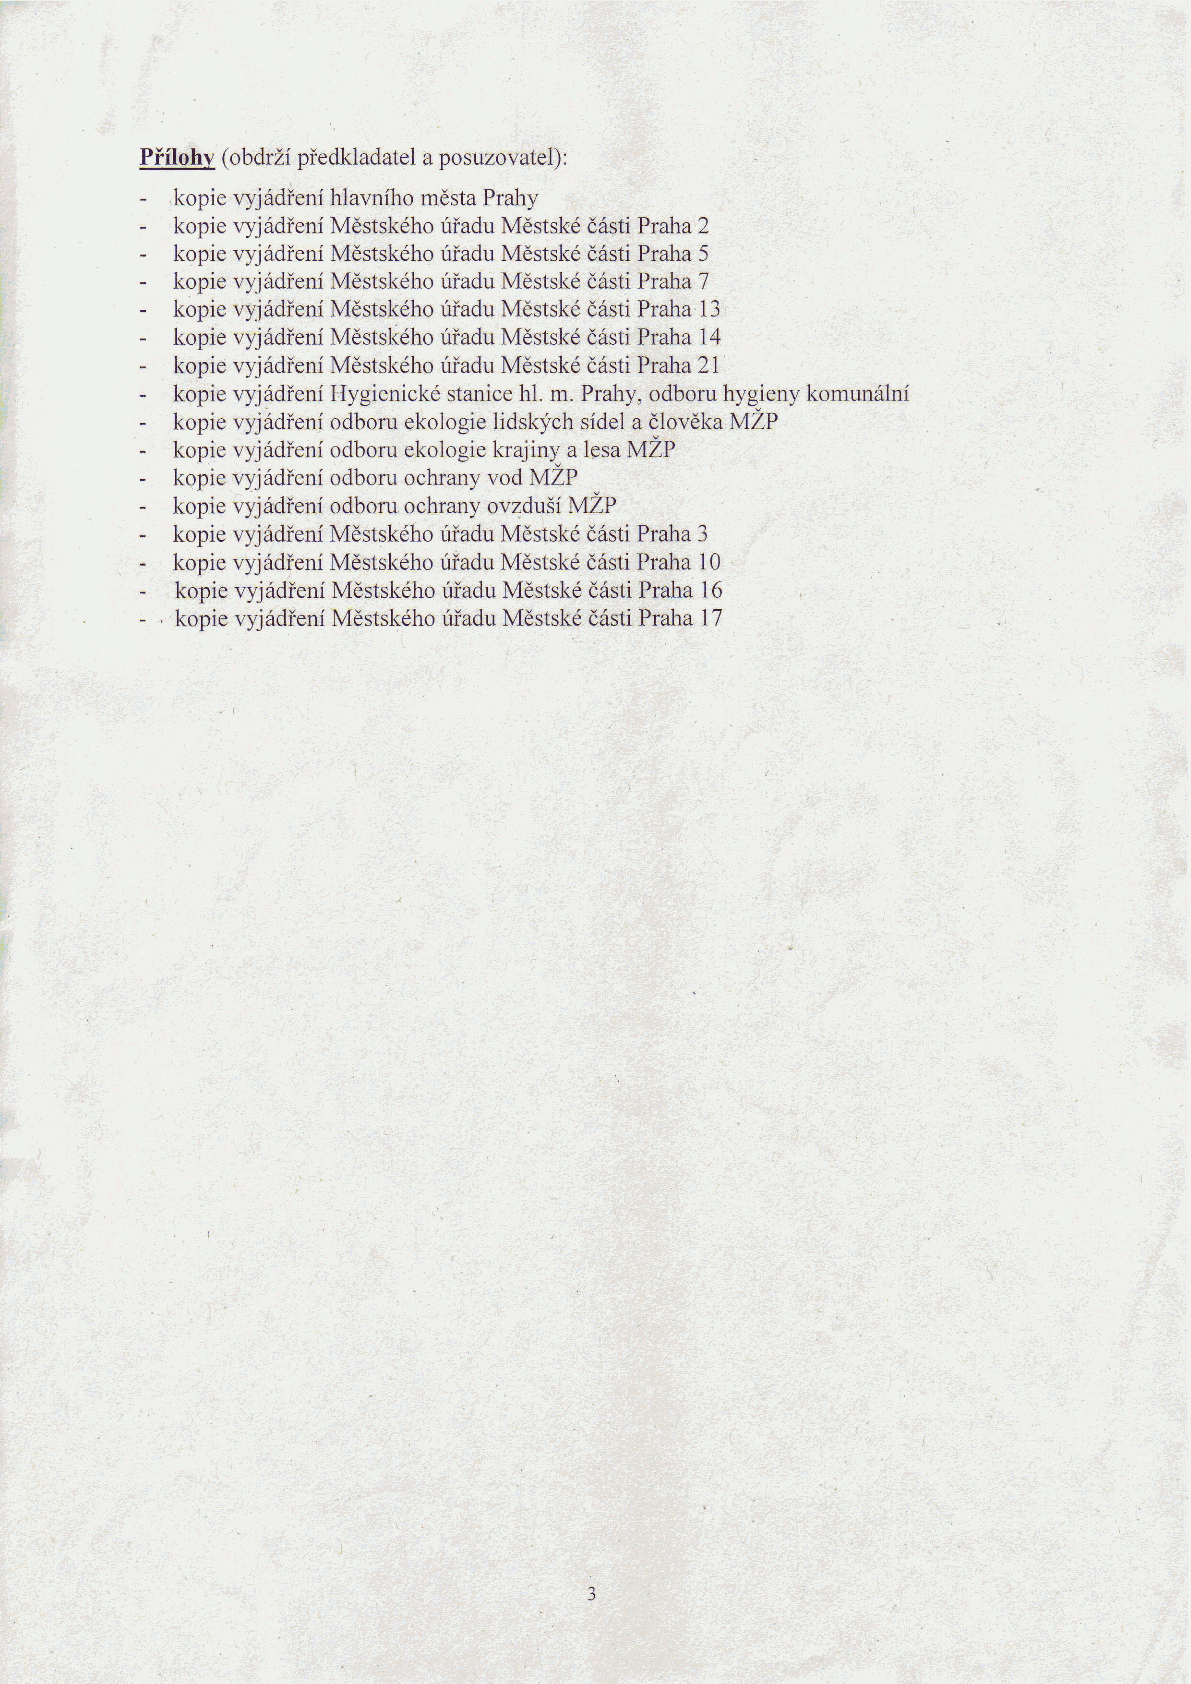 Přílohy (obdrží předkladatel a posuzovatel):
- kopie vyjádření hlavního města Prahy
- kopie vyjádření Městského úřadu Městské části Praha 2
- kopie vyjádření Městského úřadu Městské části Praha 5
- kopie vyjádření Městského úřadu Městské části Praha 7
- kopie vyjádření Městského úřadu Městské části Praha 13
- kopie vyjádření Městského úřadu Městské části Praha 14
- kopie vyjádření Městského úřadu Městské části Praha 21
- kopie vyjádření Hygienické stanice hl. m. Prahy, odboru hygieny komunální
- kopie vyjádření odboru ekologie lidských sídel a člověka MŽP
- kopie vyjádření odboru ekologie krajiny a lesa MŽP
- kopie vyjádření odboru ochrany vod MŽP
- kopie vyjádření odboru ochrany ovzduší MŽP
- kopie vyjádření Městského úřadu Městské části Praha 3
- kopie vyjádření Městského úřadu Městské části Praha 10
- kopie vyjádření Městského úřadu Městské části Praha 16
- kopie vyjádření Městského úřadu Městské části Praha 17
3